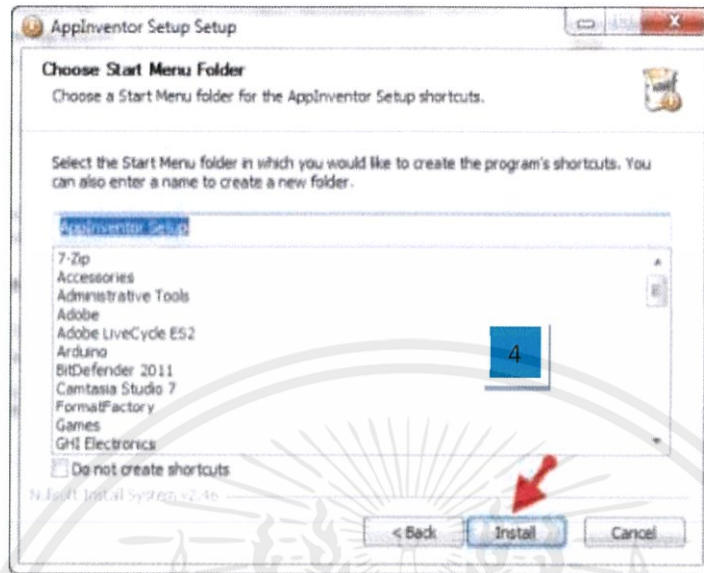 AppInventor Setup Setup
X
Choose Start Menu Folder
Choose a Start Menu folder for the AppInventor Setup shortcuts.
Select the Start Menu folder in which you would like to create the program's shortcuts. You
can also enter a name to create a new folder.
AppInventor Setup
7-Zip
Accessories
Administrative Tools
Adobe
Adobe LiveCycle ES2
Arduino
BitDefender 2011
Camtasia Studio 7
FormatFactory
Games
GHI Electronics
4
Do not create shortcuts
Nullsoft Install System v2.46
< Back
Install
Cancel